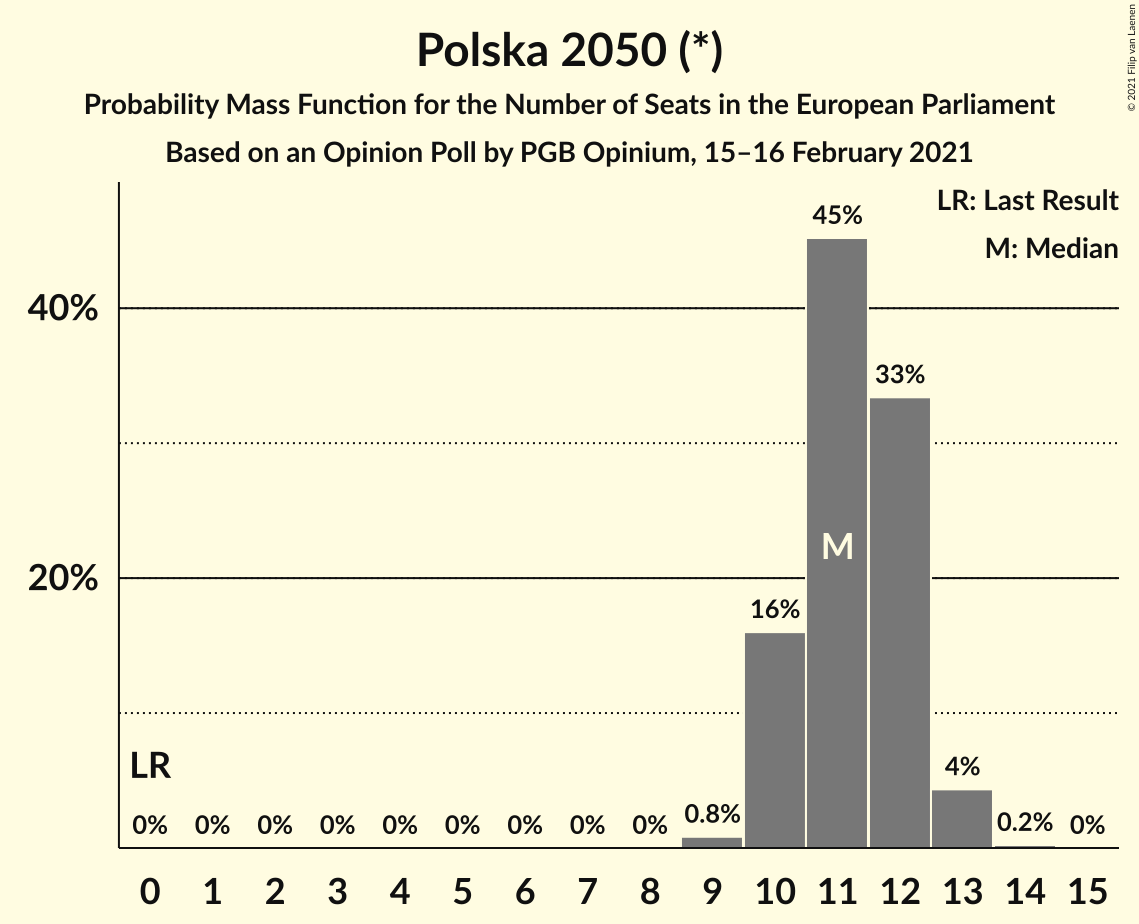 Polska 2050 (*)
Probability Mass Function for the Number of Seats in the European Parliament
Based on an Opinion Poll by PGB Opinium, 15–16 February 2021
© 2021 Filip van Laenen
LR: Last Result
M: Median
40%
20%
45%
33%
M
16%
LR
4%
0% 0% 0% 0% 0% 0% 0% 0% 0% 0.8% 0.2% 0%
0 1 2 3 4 5 6 7 8 9 10 11 12 13 14 15